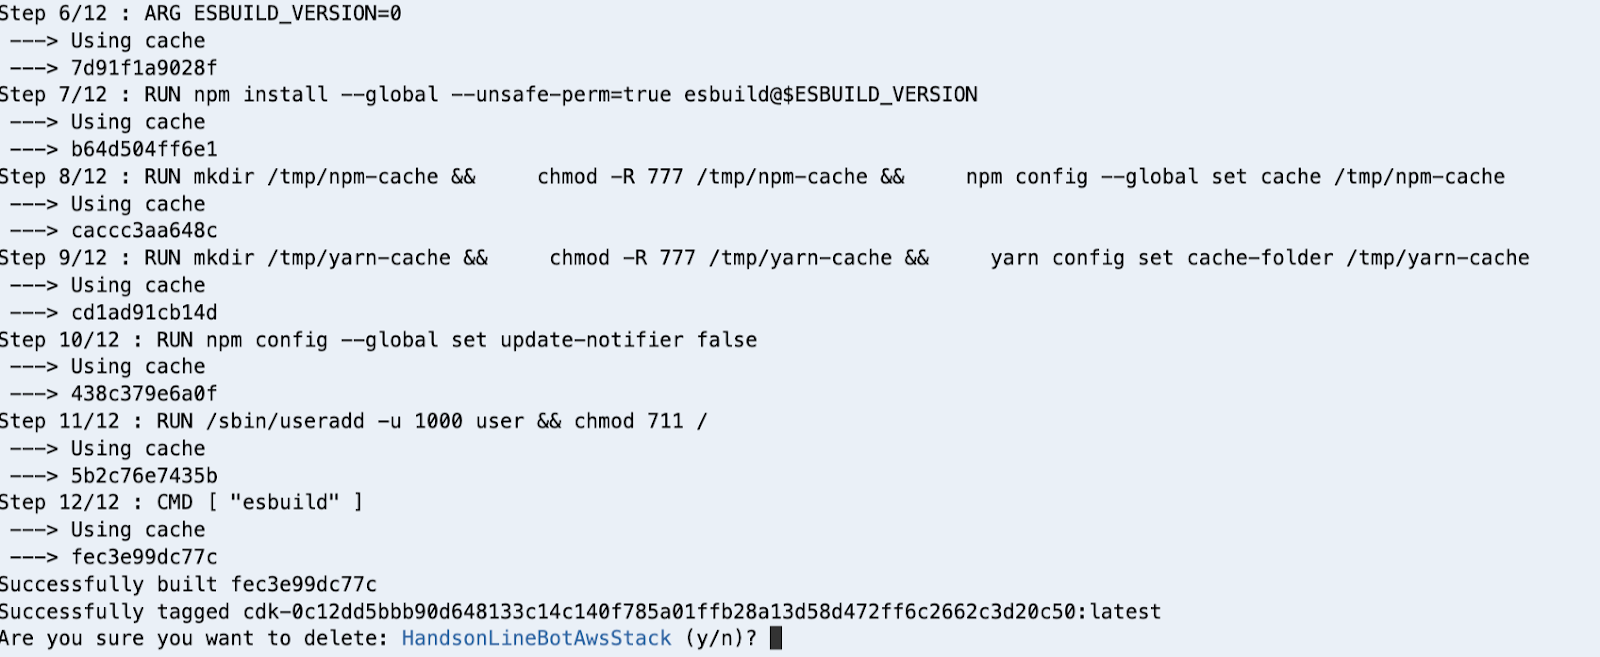 Step 6/12 : ARG ESBUILD_VERSION=0
---> Using cache
---> 7d91f1a9028f
Step 7/12 : RUN npm install --global --unsafe-perm=true esbuild@$ESBUILD_VERSION
---> Using cache
---> b64d504ff6e1
Step 8/12 : RUN mkdir /tmp/npm-cache &&     chmod -R 777 /tmp/npm-cache &&     npm config --global set cache /tmp/npm-cache
---> Using cache
---> caccc3aa648c
Step 9/12 : RUN mkdir /tmp/yarn-cache &&     chmod -R 777 /tmp/yarn-cache &&     yarn config set cache-folder /tmp/yarn-cache
---> Using cache
---> cd1ad91cb14d
Step 10/12 : RUN npm config --global set update-notifier false
---> Using cache
---> 438c379e6a0f
Step 11/12 : RUN /sbin/useradd -u 1000 user && chmod 711 /
---> Using cache
---> 5b2c76e7435b
Step 12/12 : CMD [ "esbuild" ]
---> Using cache
---> fec3e99dc77c
Successfully built fec3e99dc77c
Successfully tagged cdk-0c12dd5bbb90d648133c14c140f785a01ffb28a13d58d472ff6c2662c3d20c50:latest
Are you sure you want to delete: HandsonLineBotAwsStack (y/n)?